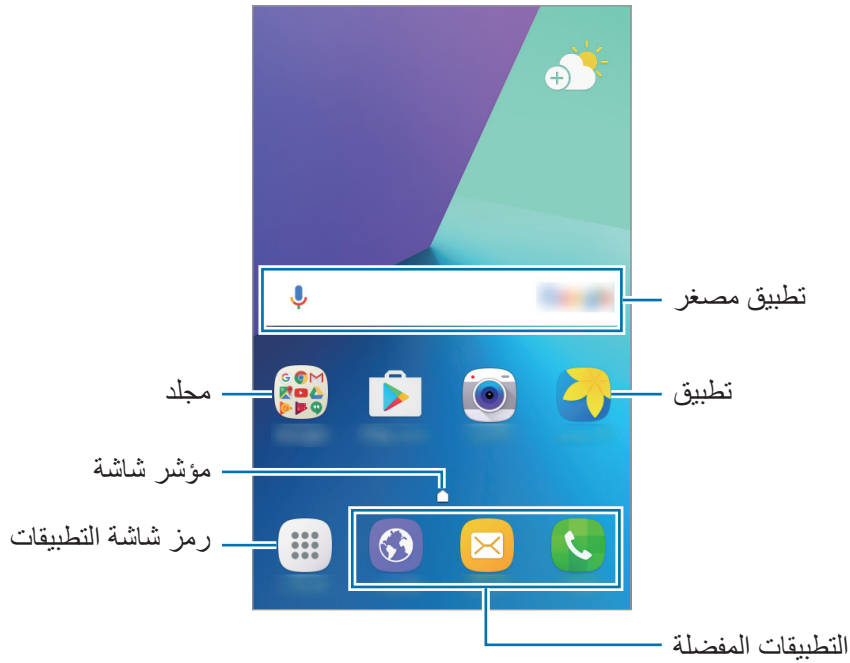 تطبيق مصغر
تطبيق
مجلد
مؤشر شاشة
رمز شاشة التطبيقات
التطبيقات المفضلة